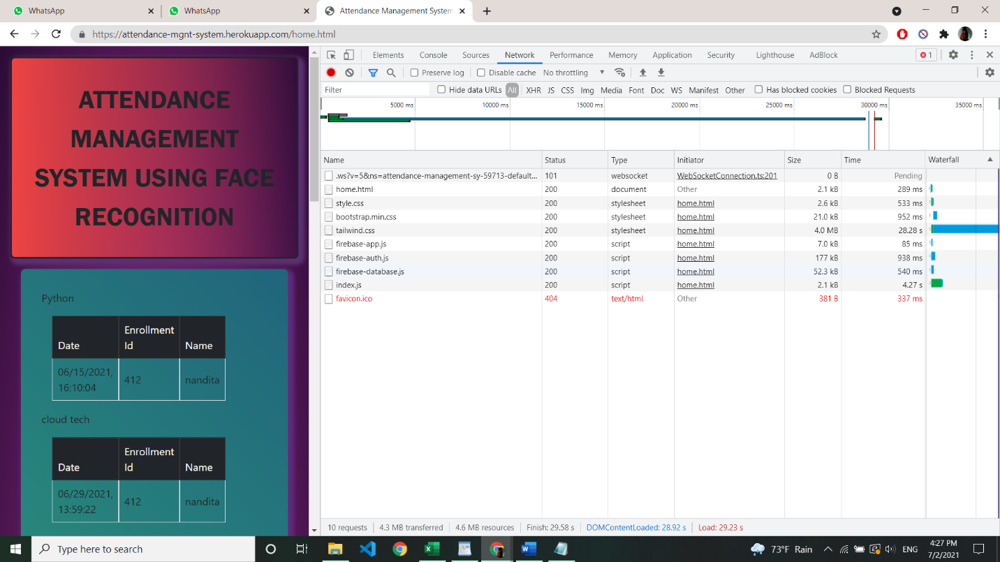 WhatsApp
WhatsApp
Attendance Management System
https://attendance-mgnt-system.herokuapp.com/home.html
ATTENDANCE
MANAGEMENT
SYSTEM USING FACE
RECOGNITION
Python
Date Enrollment Id Name
06/15/2021, 16:10:04 412 nandita
cloud tech
Date Enrollment Id Name
06/29/2021, 13:59:22 412 nandita
Elements Console Sources Network Performance Memory Application Security Lighthouse AdBlock 1
Preserve log Disable cache No throttling
Filter Hide data URLs All XHR JS CSS Img Media Font Doc WS Manifest Other Has blocked cookies Blocked Requests
5000 ms 10000 ms 15000 ms 20000 ms 25000 ms 30000 ms 35000 ms
Name Status Type Initiator Size Time Waterfall
.ws?v=5&ns=attendance-management-sy-59713-default... 101 websocket WebSocketConnection.ts:201 0 B Pending
home.html 200 document Other 2.1 kB 289 ms
style.css 200 stylesheet home.html 2.6 kB 533 ms
bootstrap.min.css 200 stylesheet home.html 21.0 kB 952 ms
tailwind.css 200 stylesheet home.html 4.0 MB 28.28 s
firebase-app.js 200 script home.html 7.0 kB 85 ms
firebase-auth.js 200 script home.html 177 kB 938 ms
firebase-database.js 200 script home.html 52.3 kB 540 ms
index.js 200 script home.html 2.1 kB 4.27 s
favicon.ico 404 text/html Other 381 B 337 ms
10 requests 4.3 MB transferred 4.6 MB resources Finish: 29.58 s DOMContentLoaded: 28.92 s Load: 29.23 s
Type here to search
73°F Rain
ENG
4:27 PM
7/2/2021